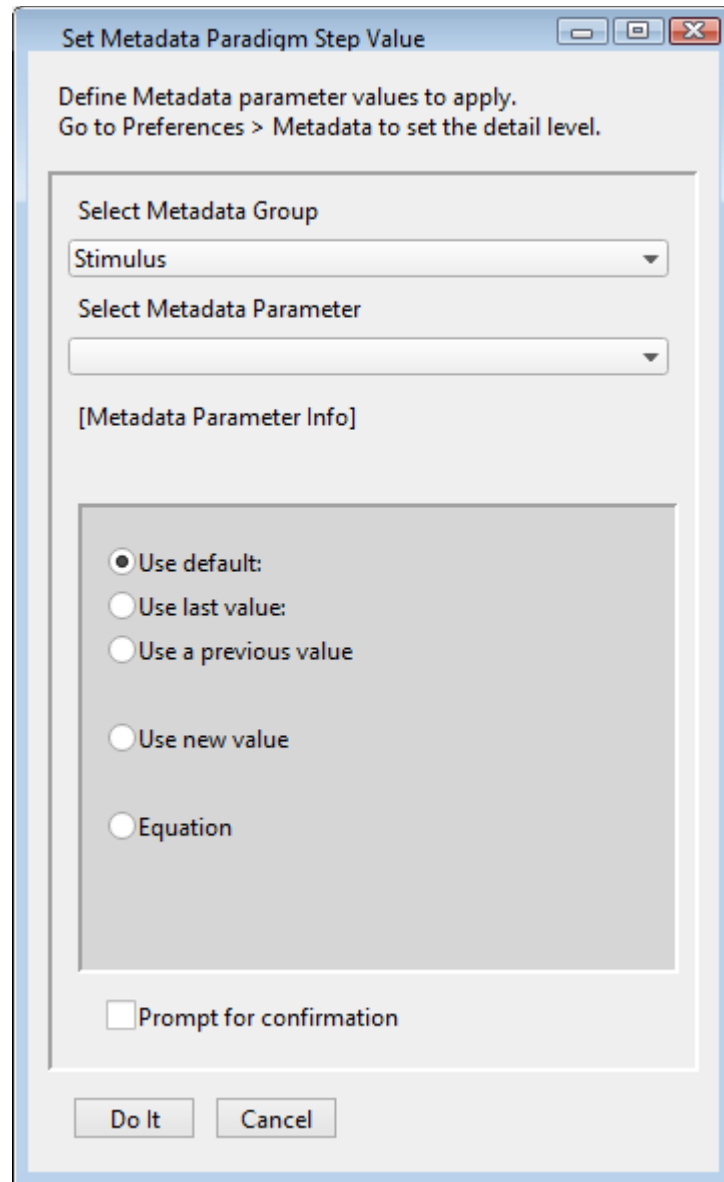 Set Metadata Paradigm Step Value
Define Metadata parameter values to apply.
Go to Preferences > Metadata to set the detail level.
Select Metadata Group
Stimulus
Select Metadata Parameter
[Metadata Parameter Info]
Use default:
Use last value:
Use a previous value
Use new value
Equation
Prompt for confirmation
Do It
Cancel